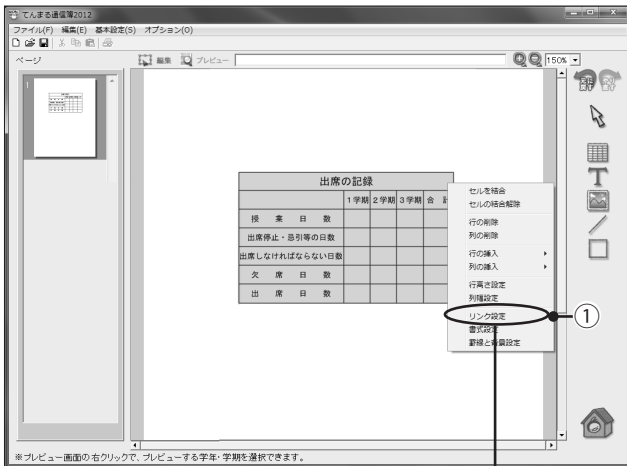 てんまる通信簿2012
ファイル(F) 編集(E) 基本設定(S) オプション(O)
ページ
編集 プレビュー
150%
1
出席の記録
1学期 2学期 3学期 合 計
授 業 日 数
出席停止・忌引等の日数
出席しなければならない日数
欠 席 日 数
出 席 日 数
セルを結合
セルの結合解除
行の削除
列の削除
行の挿入
列の挿入
行高さ設定
列幅設定
リンク設定
書式設定
罫線と背景設定
①
※プレビュー画面の右クリックで、プレビューする学年・学期を選択できます。